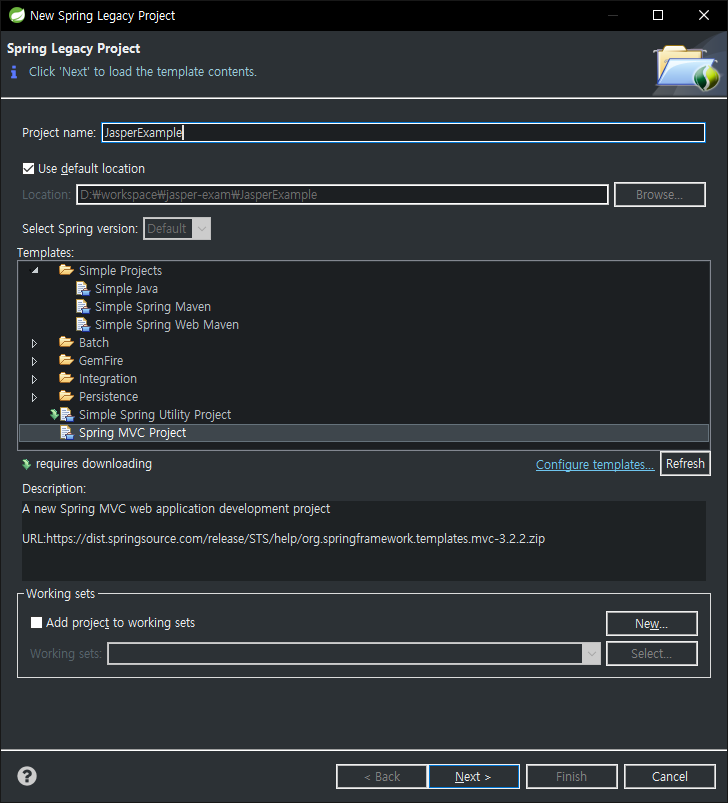 New Spring Legacy Project
Spring Legacy Project
Click 'Next' to load the template contents.
Project name: JasperExample
Use default location
Location: D:₩workspace₩jasper-exam₩JasperExample Browse...
Select Spring version: Default
Templates:
Simple Projects
Simple Java
Simple Spring Maven
Simple Spring Web Maven
Batch
GemFire
Integration
Persistence
Simple Spring Utility Project
Spring MVC Project
requires downloading Configure templates... Refresh
Description:
A new Spring MVC web application development project
URL:https://dist.springsource.com/release/STS/help/org.springframework.templates.mvc-3.2.2.zip
Working sets
Add project to working sets New...
Working sets: Select...
? < Back Next > Finish Cancel